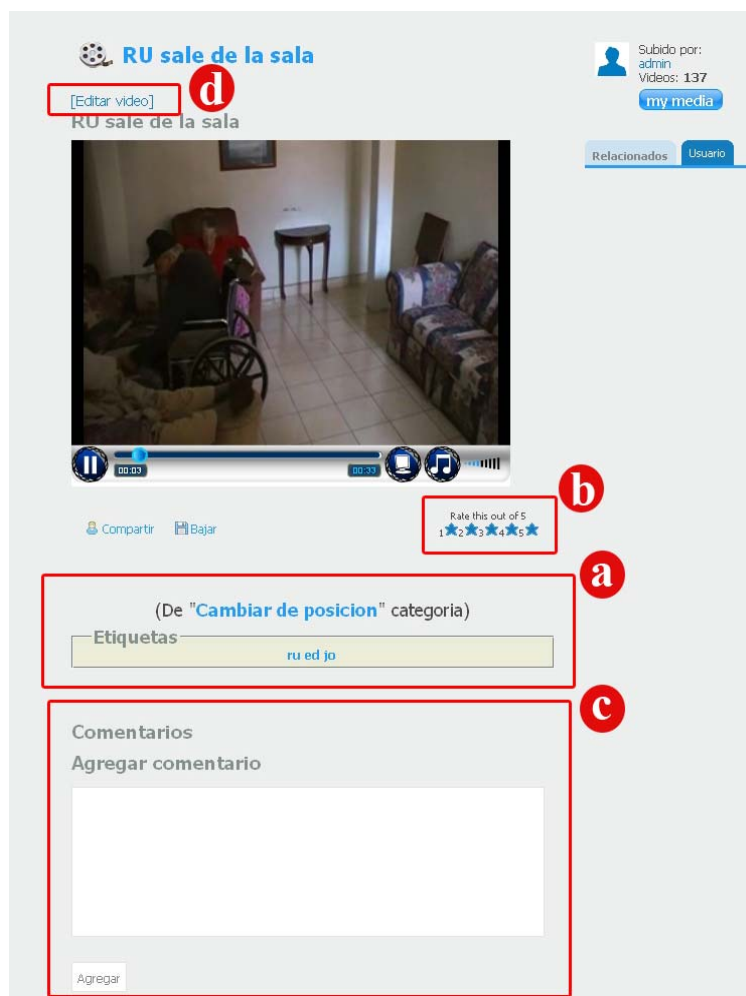 RU sale de la sala
Subido por:
admin
Videos: 137
my media
[Editar video]
d
RU sale de la sala
Relacionados
Usuario
00:03
00:33
b
Compartir
Bajar
Rate this out of 5
1 2 3 4 5
a
(De "Cambiar de posicion" categoria)
Etiquetas
ru ed jo
c
Comentarios
Agregar comentario
Agregar